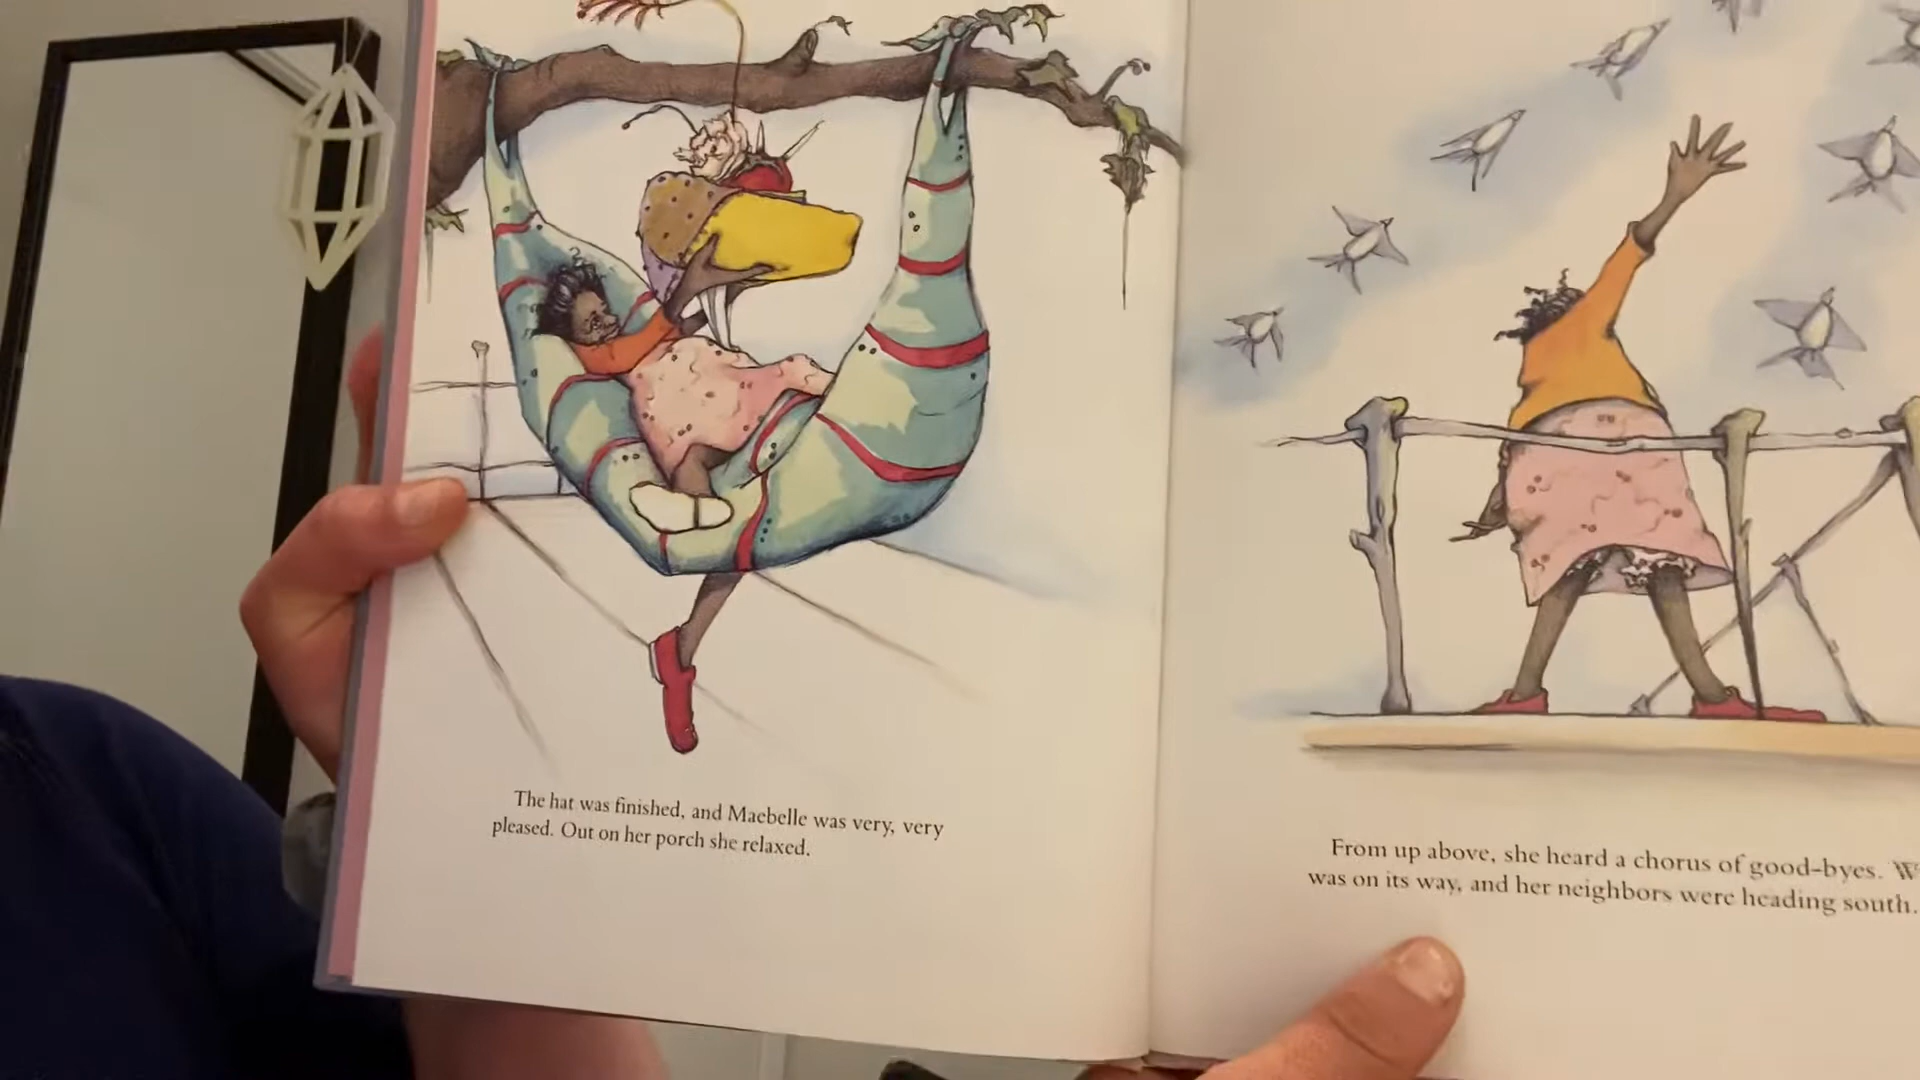 The hat was finished, and Maebelle was very, very
pleased. Out on her porch she relaxed.
From up above, she heard a chorus of good-byes.
was on its way, and her neighbors were heading south.